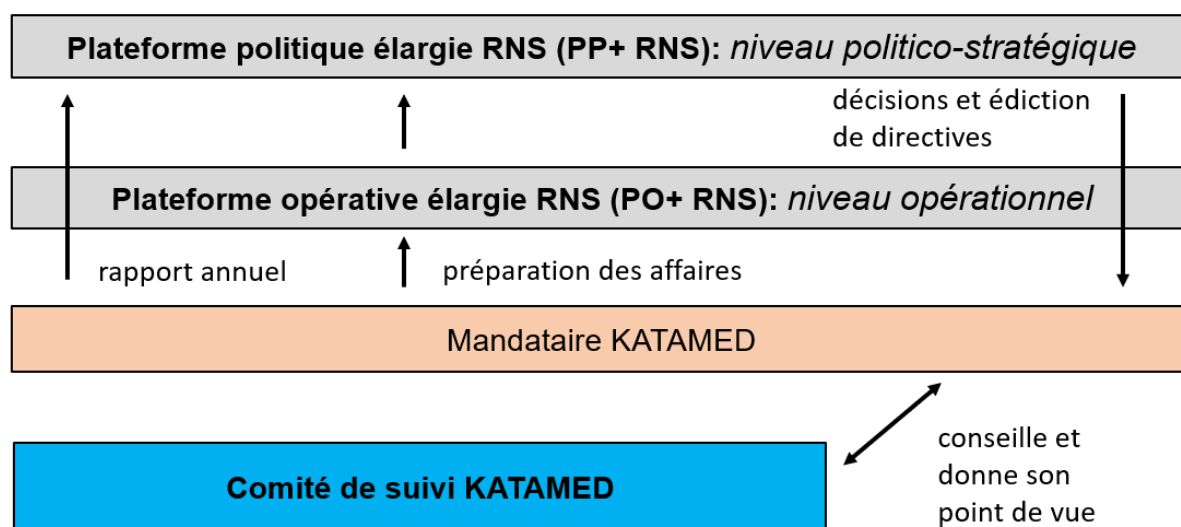 Plateforme politique élargie RNS (PP+ RNS): niveau politico-stratégique
décisions et édiction
de directives
Plateforme opérative élargie RNS (PO+ RNS): niveau opérationnel
rapport annuel
préparation des affaires
Mandataire KATAMED
Comité de suivi KATAMED
conseille et
donne son
point de vue